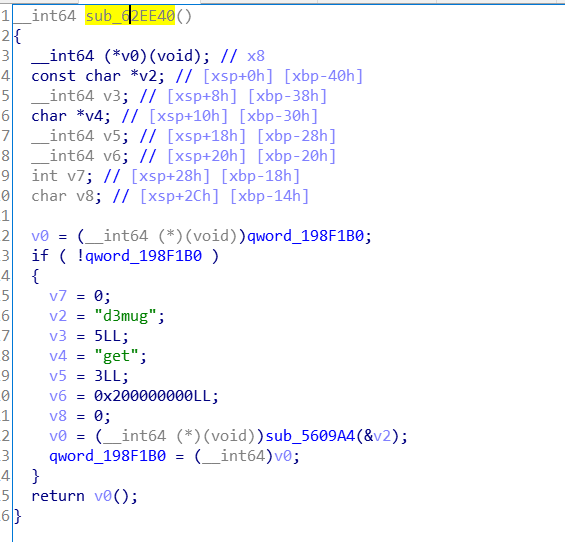 1 __int64 sub_62EE40()
2 {
3 __int64 (*v0)(void); // x8
4 const char *v2; // [xsp+0h] [xbp-40h]
5 __int64 v3; // [xsp+8h] [xbp-38h]
6 char *v4; // [xsp+10h] [xbp-30h]
7 __int64 v5; // [xsp+18h] [xbp-28h]
8 __int64 v6; // [xsp+20h] [xbp-20h]
9 int v7; // [xsp+28h] [xbp-18h]
0 char v8; // [xsp+2Ch] [xbp-14h]
1
2 v0 = (__int64 (*)(void))qword_198F1B0;
3 if ( !qword_198F1B0 )
4 {
5 v7 = 0;
6 v2 = "d3mug";
7 v3 = 5LL;
8 v4 = "get";
9 v5 = 3LL;
0 v6 = 0x200000000LL;
1 v8 = 0;
2 v0 = (__int64 (*)(void))sub_5609A4(&v2);
3 qword_198F1B0 = (__int64)v0;
4 }
5 return v0();
6 }